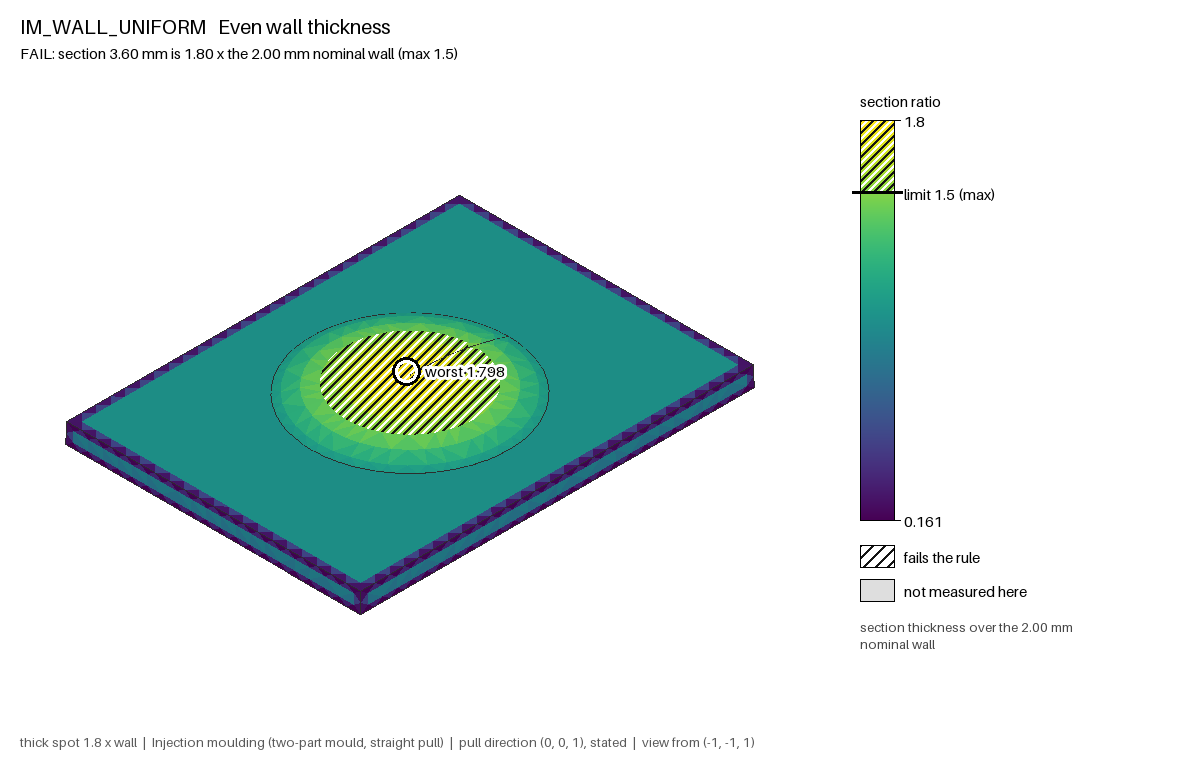 IM_WALL_UNIFORM Even wall thickness
FAIL: section 3.60 mm is 1.80 x the 2.00 mm nominal wall (max 1.5)
section ratio
1.8
limit 1.5 (max)
worst 1.798
0.161
fails the rule
not measured here
section thickness over the 2.00 mm
nominal wall
thick spot 1.8 x wall | Injection moulding (two-part mould, straight pull) | pull direction (0, 0, 1), stated | view from (-1, -1, 1)